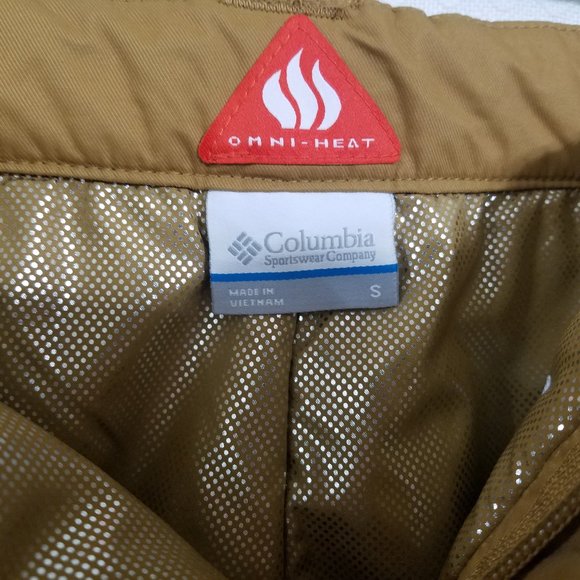 OMNI-HEAT
Columbia
Sportswear Company
MADE IN
VIETNAM
S